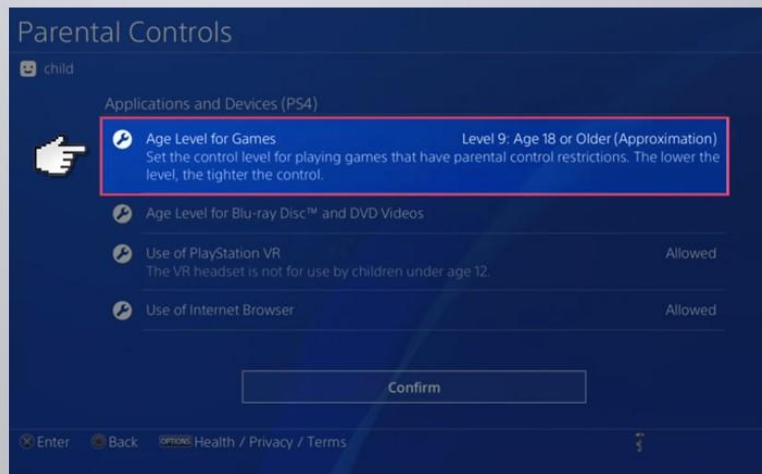 Parental Controls
child
Applications and Devices (PS4)
Age Level for Games Level 9: Age 18 or Older (Approximation)
Set the control level for playing games that have parental control restrictions. The lower the
level, the tighter the control.
Age Level for Blu-ray Disc™ and DVD Videos
Use of PlayStation VR Allowed
The VR headset is not for use by children under age 12.
Use of Internet Browser Allowed
Confirm
Enter Back OPTIONS Health / Privacy / Terms